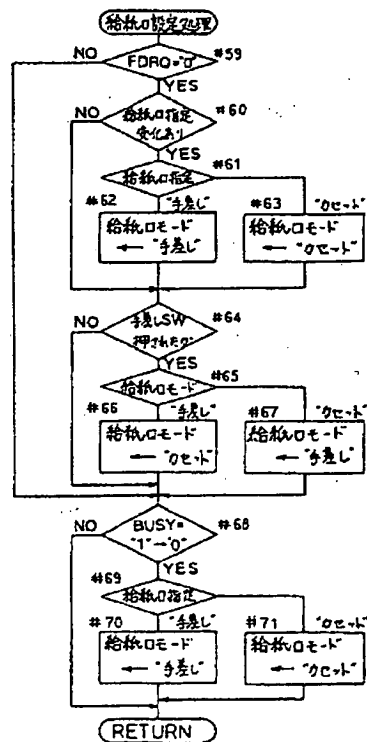 給紙口設定処理
#59
NO
FDRQ="0"
YES
#60
NO
給紙口指定
変化あり
YES
#61
給紙口指定
#62
"手差し"
#63
"カセット"
給紙口モード
← "手差し"
給紙口モード
← "カセット"
NO
手差しSW
押されたか
#64
YES
#65
給紙口モード
#66
"手差し"
#67
"カセット"
給紙口モード
← "カセット"
給紙口モード
← "手差し"
NO
BUSY=
"1"→"0"
#68
YES
#69
給紙口指定
#70
"手差し"
#71
"カセット"
給紙口モード
← "手差し"
給紙口モード
← "カセット"
RETURN